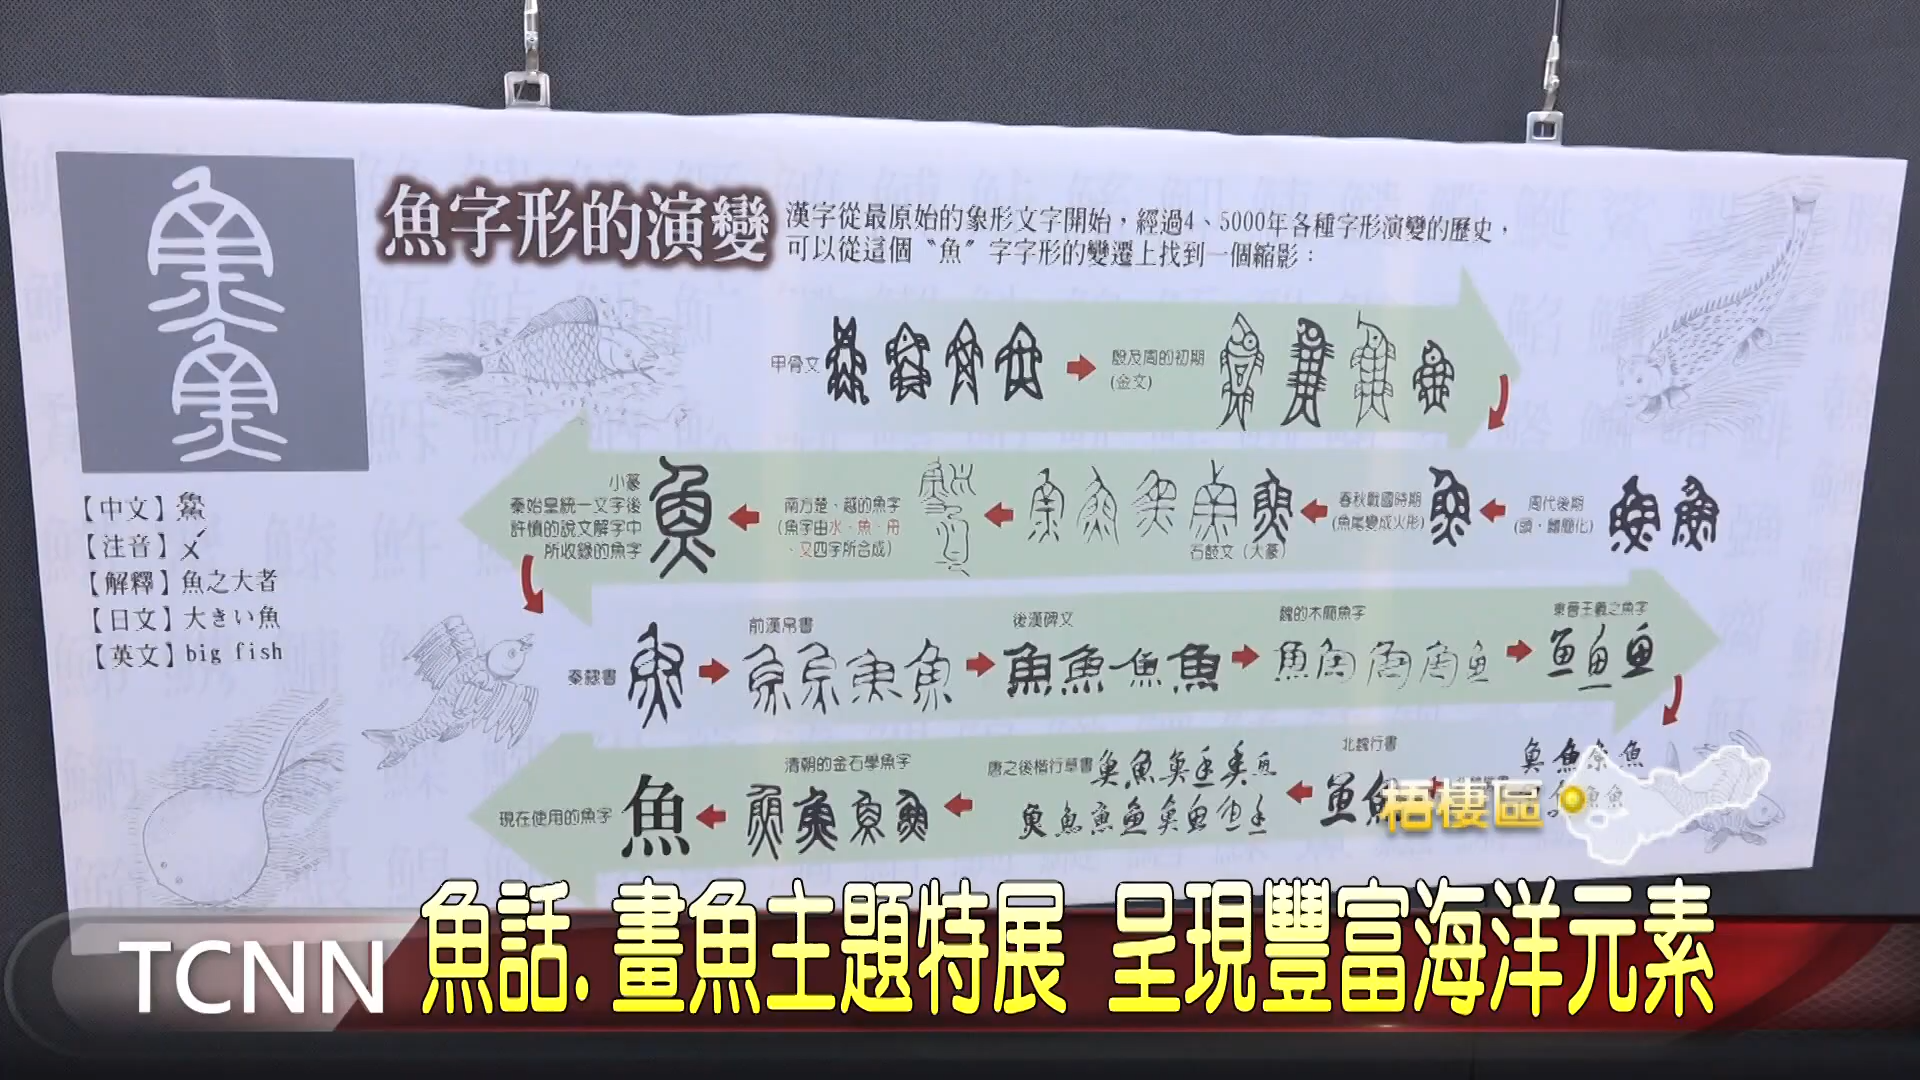 魚字形的演變
漢字從最原始的象形文字開始，經過4、5000年各種字形演變的歷史，
可以從這個〝魚〞字字形的變遷上找到一個縮影：
甲骨文
殷及周的初期
(金文)
周代後期
(頭、鰭簡化)
春秋戰國時期
(魚尾變成火形)
石鼓文（大篆）
南方楚、越的魚字
(魚字由水、魚、舟
、又四字所合成)
小篆
秦始皇統一文字後
許慎的說文解字中
所收錄的魚字
秦隸書
前漢帛書
後漢碑文
魏的木簡魚字
東晉王羲之魚字
北魏行書
唐之後楷行草書
清朝的金石學魚字
現在使用的魚字
魚
【中文】䲆
【注音】ㄨˊ
【解釋】魚之大者
【日文】大きい魚
【英文】big fish
梧棲區
TCNN
魚話.畫魚主題特展 呈現豐富海洋元素